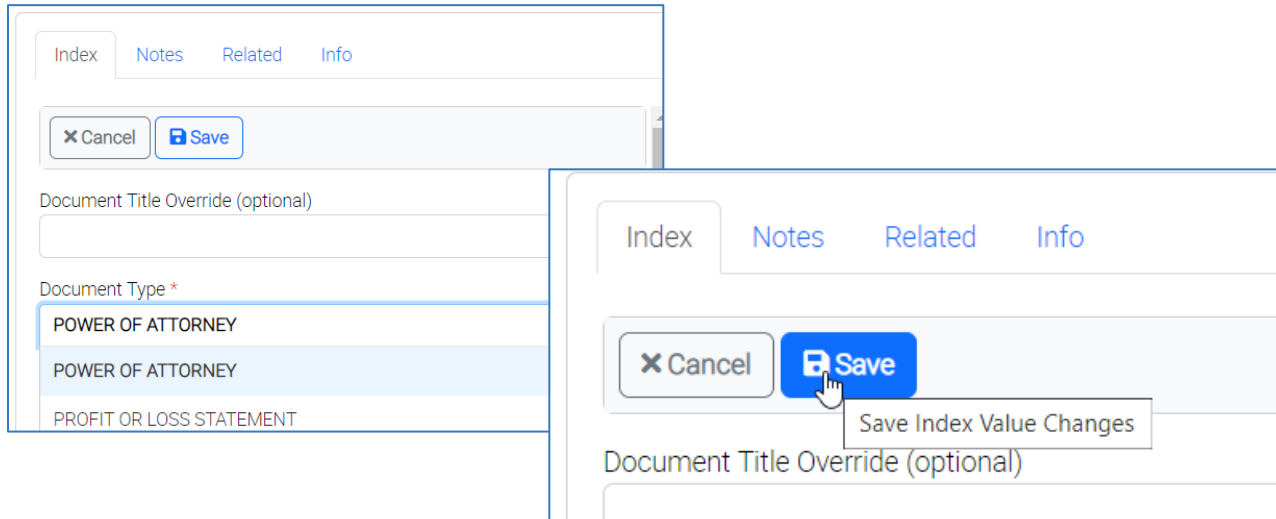 Index Notes Related Info
Cancel Save
Document Title Override (optional)
Document Type *
POWER OF ATTORNEY
POWER OF ATTORNEY
PROFIT OR LOSS STATEMENT
Index Notes Related Info
Cancel Save
Save Index Value Changes
Document Title Override (optional)